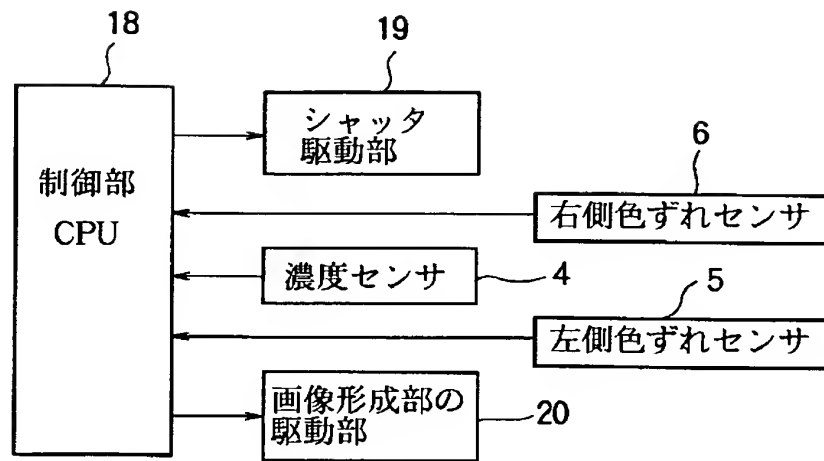 18
19
シャッタ
駆動部
6
制御部
CPU
右側色ずれセンサ
濃度センサ
4
5
左側色ずれセンサ
画像形成部の
駆動部
20